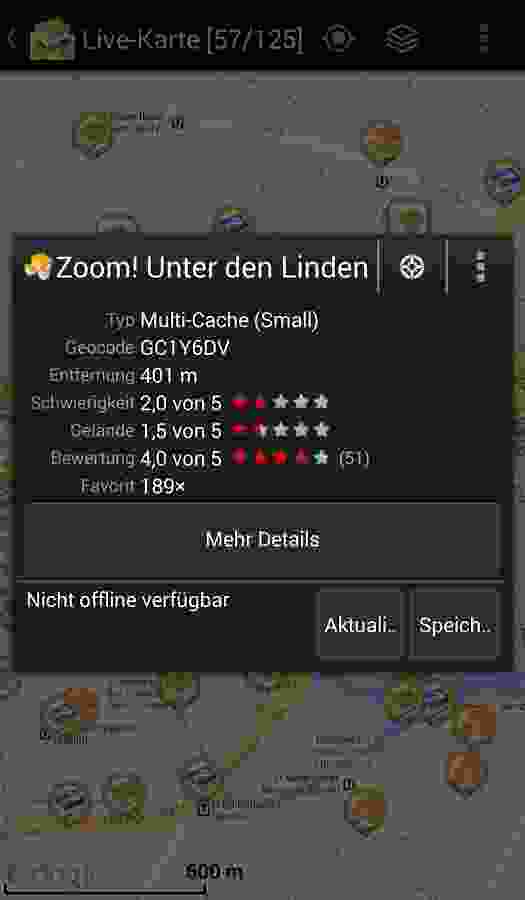 Live-Karte [57/125]
Zoom! Unter den Linden
Typ Multi-Cache (Small)
Geocode GC1Y6DV
Entfernung 401 m
Schwierigkeit 2,0 von 5
Gelände 1,5 von 5
Bewertung 4,0 von 5 (51)
Favorit 189×
Mehr Details
Nicht offline verfügbar
Aktuali..
Speich..
600 m